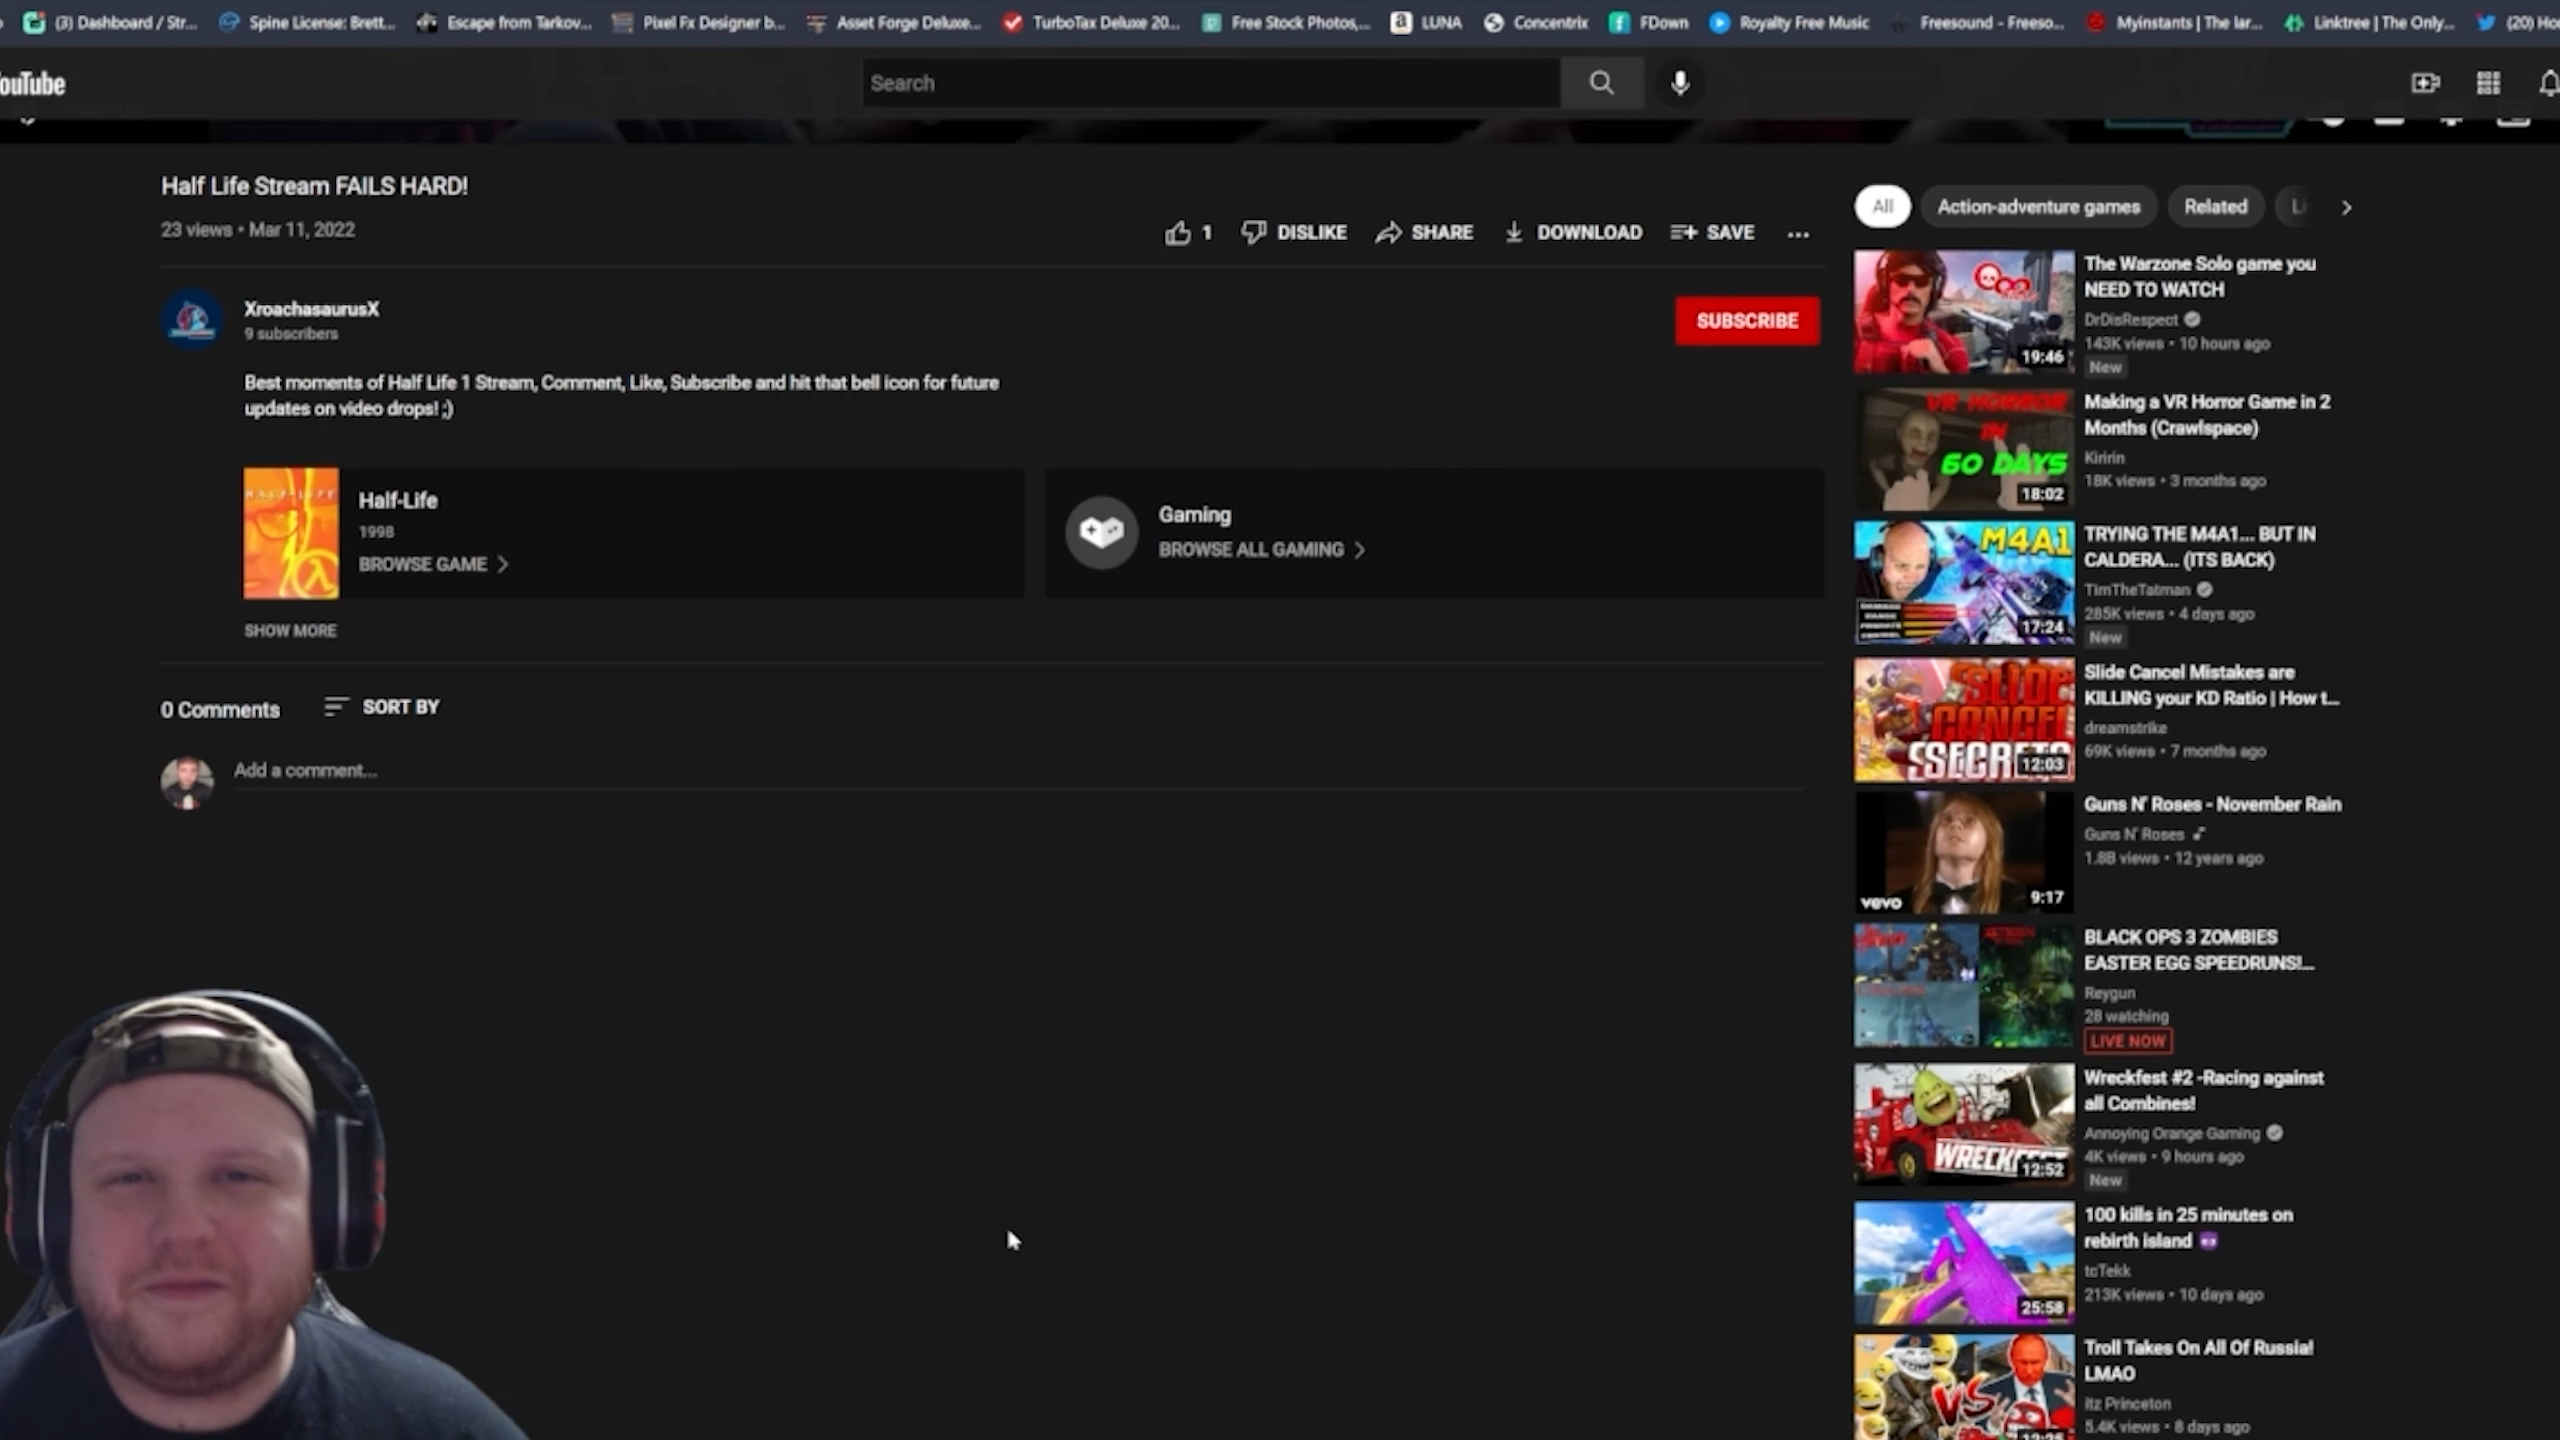 (3) Dashboard / Str...
Spine License: Brett...
Escape from Tarkov...
Pixel Fx Designer b...
Asset Forge Deluxe...
TurboTax Deluxe 20...
Free Stock Photos,...
LUNA
Concentrix
FDown
Royalty Free Music
Freesound - Freeso...
Myinstants | The lar...
Linktree | The Only...
ouTube
Search
Half Life Stream FAILS HARD!
23 views • Mar 11, 2022
1
DISLIKE
SHARE
DOWNLOAD
SAVE
...
XroachasaurusX
9 subscribers
SUBSCRIBE
Best moments of Half Life 1 Stream, Comment, Like, Subscribe and hit that bell icon for future
updates on video drops! ;)
HALF-LIFE
Half-Life
1998
BROWSE GAME
Gaming
BROWSE ALL GAMING
SHOW MORE
0 Comments
SORT BY
Add a comment...
All
Action-adventure games
Related
19:46
The Warzone Solo game you
NEED TO WATCH
DrDisRespect
143K views • 10 hours ago
New
VR HORROR
IN
60 DAYS
18:02
Making a VR Horror Game in 2
Months (Crawlspace)
Kiririn
18K views • 3 months ago
M4A1
17:24
TRYING THE M4A1... BUT IN
CALDERA... (ITS BACK)
TimTheTatman
285K views • 4 days ago
New
SLIDE
CANCEL
12:03
Slide Cancel Mistakes are
KILLING your KD Ratio | How t...
dreamstrike
69K views • 7 months ago
vevo
9:17
Guns N' Roses - November Rain
Guns N' Roses
1.8B views • 12 years ago
BLACK OPS 3 ZOMBIES
EASTER EGG SPEEDRUNS!...
Reygun
28 watching
LIVE NOW
12:52
Wreckfest #2 -Racing against
all Combines!
Annoying Orange Gaming
4K views • 9 hours ago
New
25:58
100 kills in 25 minutes on
rebirth island
tcTekk
213K views • 10 days ago
VS
Troll Takes On All Of Russia!
LMAO
itz Princeton
5.4K views • 8 days ago